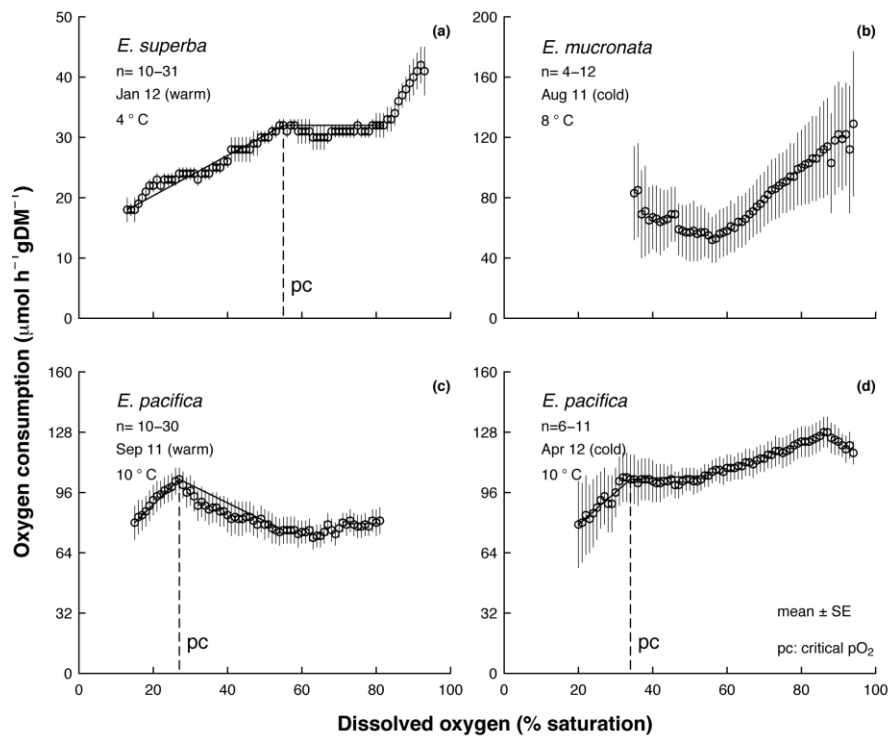 Oxygen consumption (μmol h⁻¹gDM⁻¹)
50
40
30
20
10
0
E. superba
n= 10–31
Jan 12 (warm)
4 ° C
(a)
pc
200
160
120
80
40
0
E. mucronata
n= 4–12
Aug 11 (cold)
8 ° C
(b)
160
128
96
64
32
0
E. pacifica
n= 10–30
Sep 11 (warm)
10 ° C
(c)
pc
0 20 40 60 80 100
160
128
96
64
32
0
E. pacifica
n=6–11
Apr 12 (cold)
10 ° C
(d)
pc
mean ± SE
pc: critical pO₂
0 20 40 60 80 100
Dissolved oxygen (% saturation)